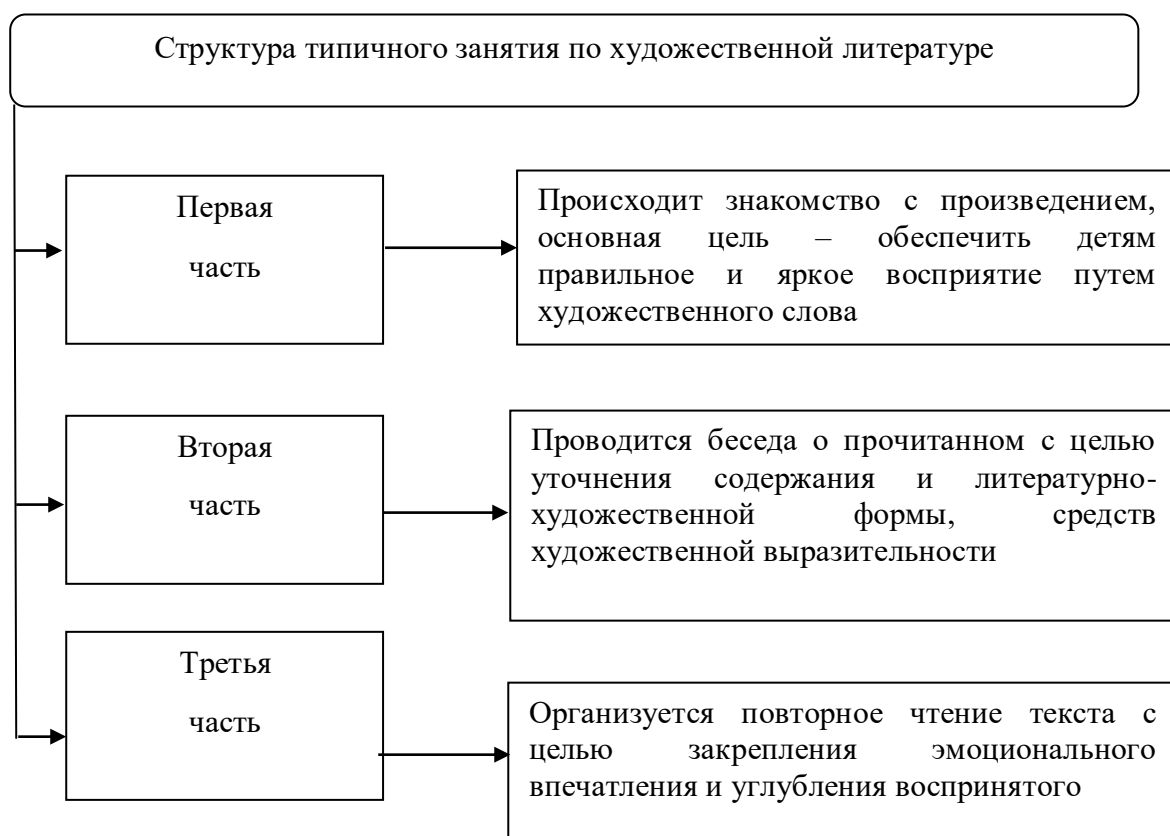 Структура типичного занятия по художественной литературе
Первая
часть
Происходит знакомство с произведением,
основная цель – обеспечить детям
правильное и яркое восприятие путем
художественного слова
Вторая
часть
Проводится беседа о прочитанном с целью
уточнения содержания и литературно-
художественной формы, средств
художественной выразительности
Третья
часть
Организуется повторное чтение текста с
целью закрепления эмоционального
впечатления и углубления воспринятого